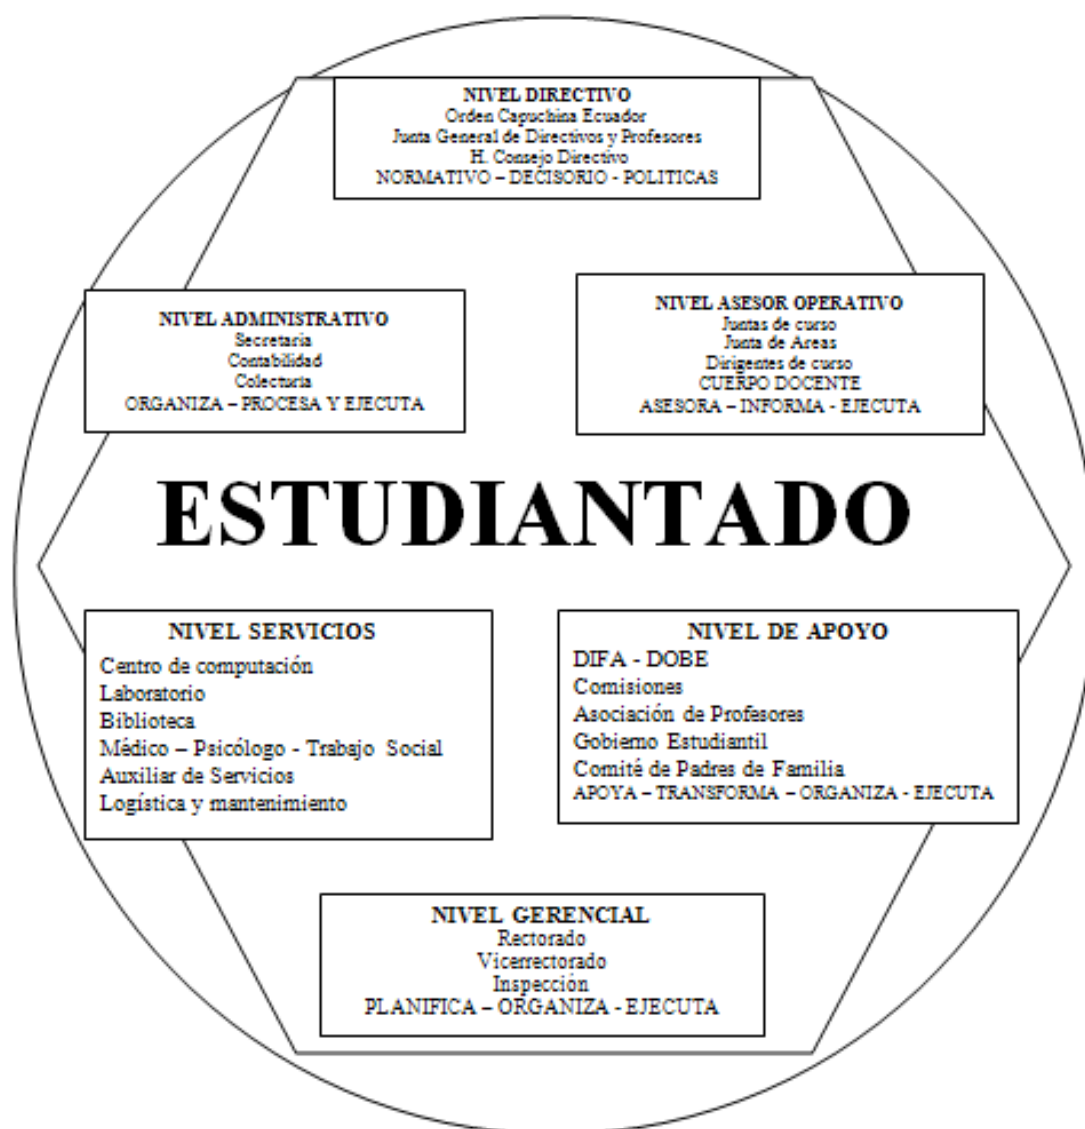 NIVEL DIRECTIVO
Orden Capuchina Ecuador
Junta General de Directivos y Profesores
H. Consejo Directivo
NORMATIVO – DECISORIO - POLITICAS
NIVEL ADMINISTRATIVO
Secretaria
Contabilidad
Colecturia
ORGANIZA – PROCESA Y EJECUTA
NIVEL ASESOR OPERATIVO
Juntas de curso
Junta de Areas
Dirigentes de curso
CUERPO DOCENTE
ASESORA – INFORMA - EJECUTA
ESTUDIANTADO
NIVEL SERVICIOS
Centro de computación
Laboratorio
Biblioteca
Médico – Psicólogo - Trabajo Social
Auxiliar de Servicios
Logística y mantenimiento
NIVEL DE APOYO
DIFA - DOBE
Comisiones
Asociación de Profesores
Gobierno Estudiantil
Comité de Padres de Familia
APOYA – TRANSFORMA – ORGANIZA - EJECUTA
NIVEL GERENCIAL
Rectorado
Vicerrectorado
Inspección
PLANIFICA – ORGANIZA - EJECUTA